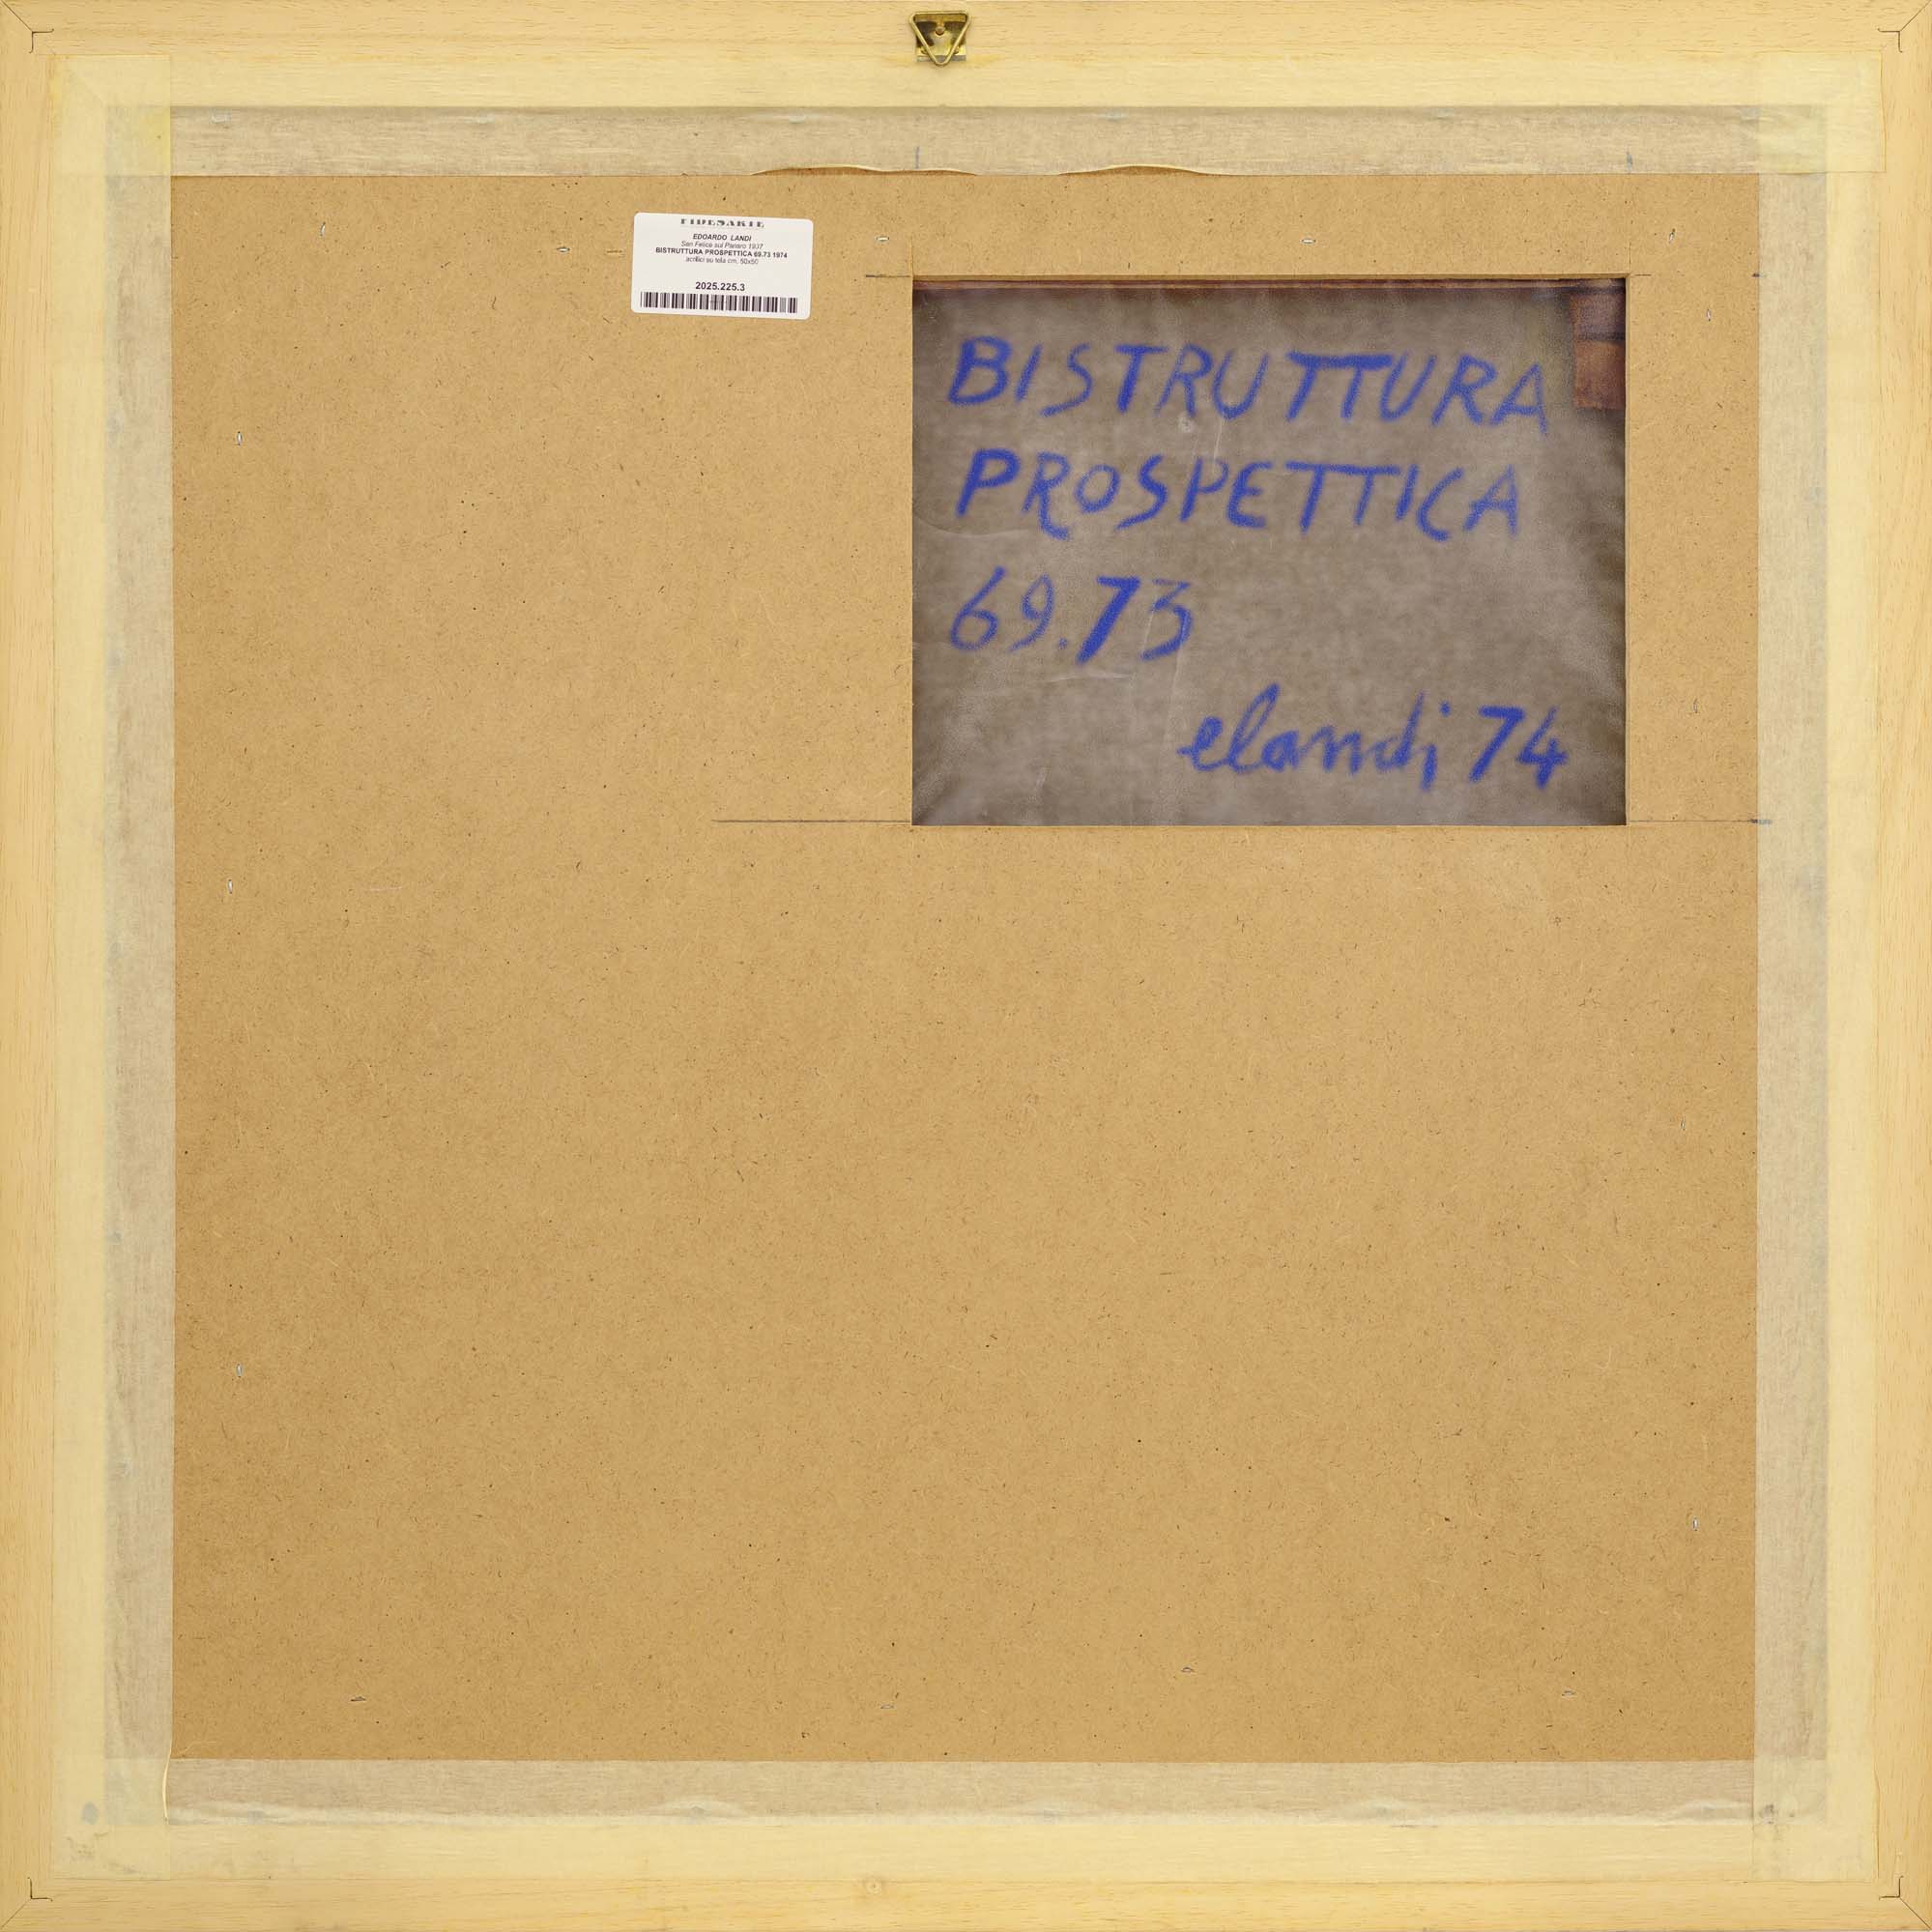 FIDESARTE
EDOARDO LANDI
San Felice sul Panaro 1937
BISTRUTTURA PROSPETTICA 69.73 1974
acrilici su tela cm. 50x50
2025.225.3
BISTRUTTURA
PROSPETTICA
69.73
elandi 74